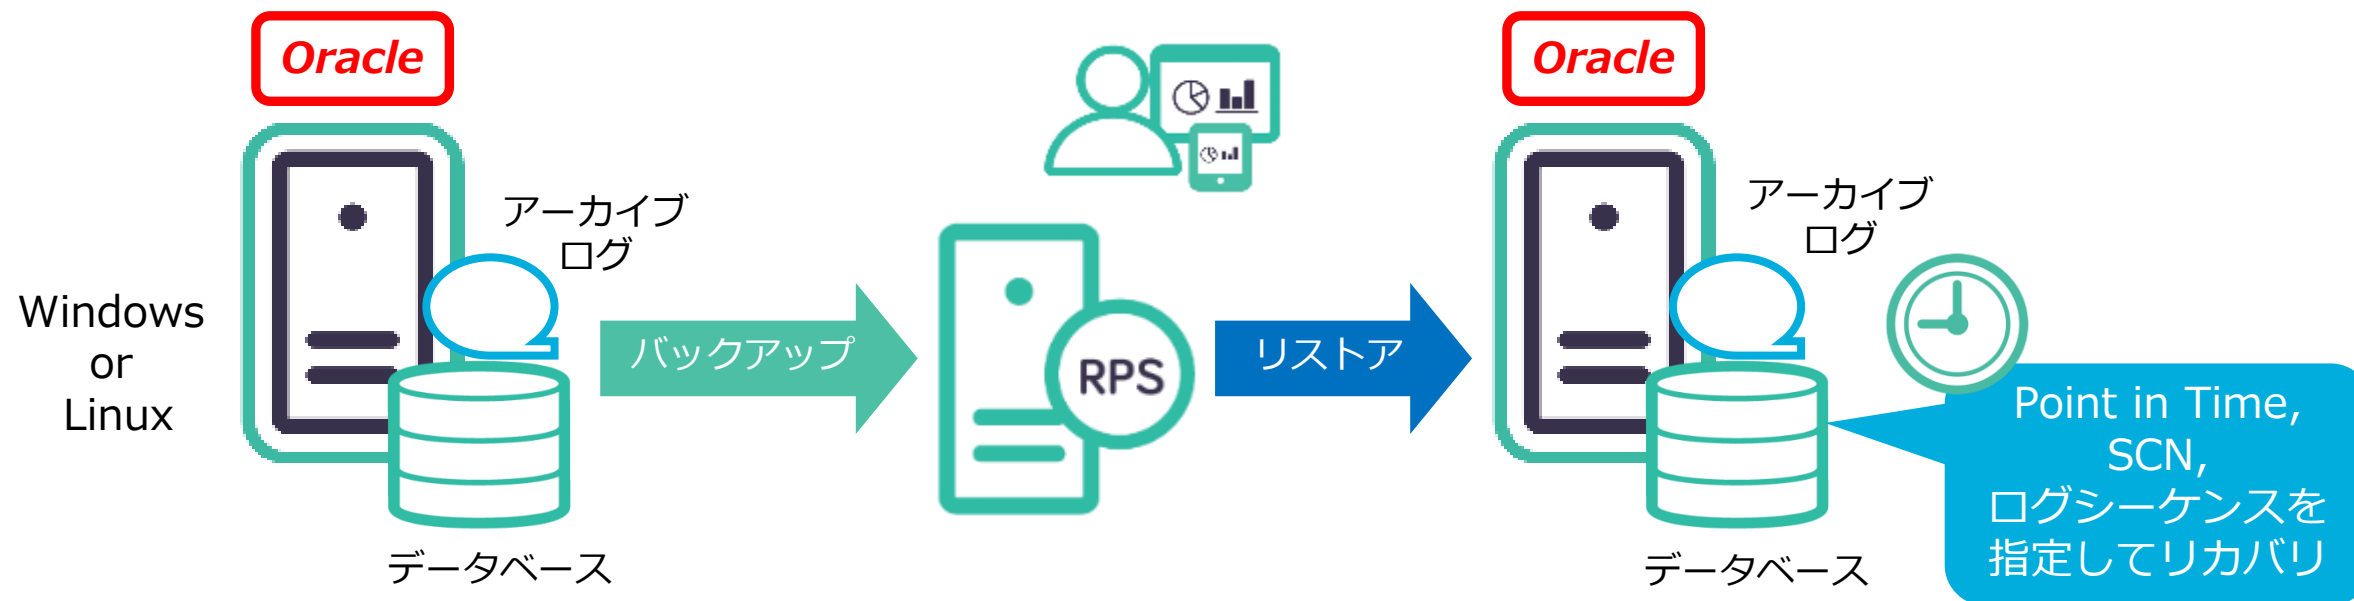 Oracle
アーカイブ
ログ
Windows
or
Linux
データベース
バックアップ
RPS
リストア
Oracle
アーカイブ
ログ
データベース
Point in Time,
SCN,
ログシーケンスを
指定してリカバリ